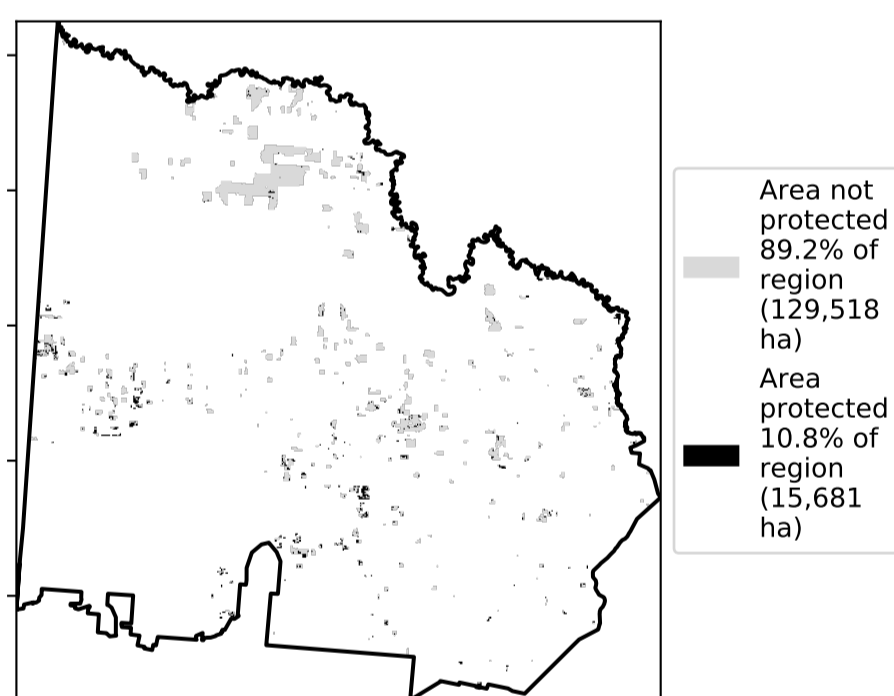 Area not
protected
89.2% of
region
(129,518
ha)
Area
protected
10.8% of
region
(15,681
ha)